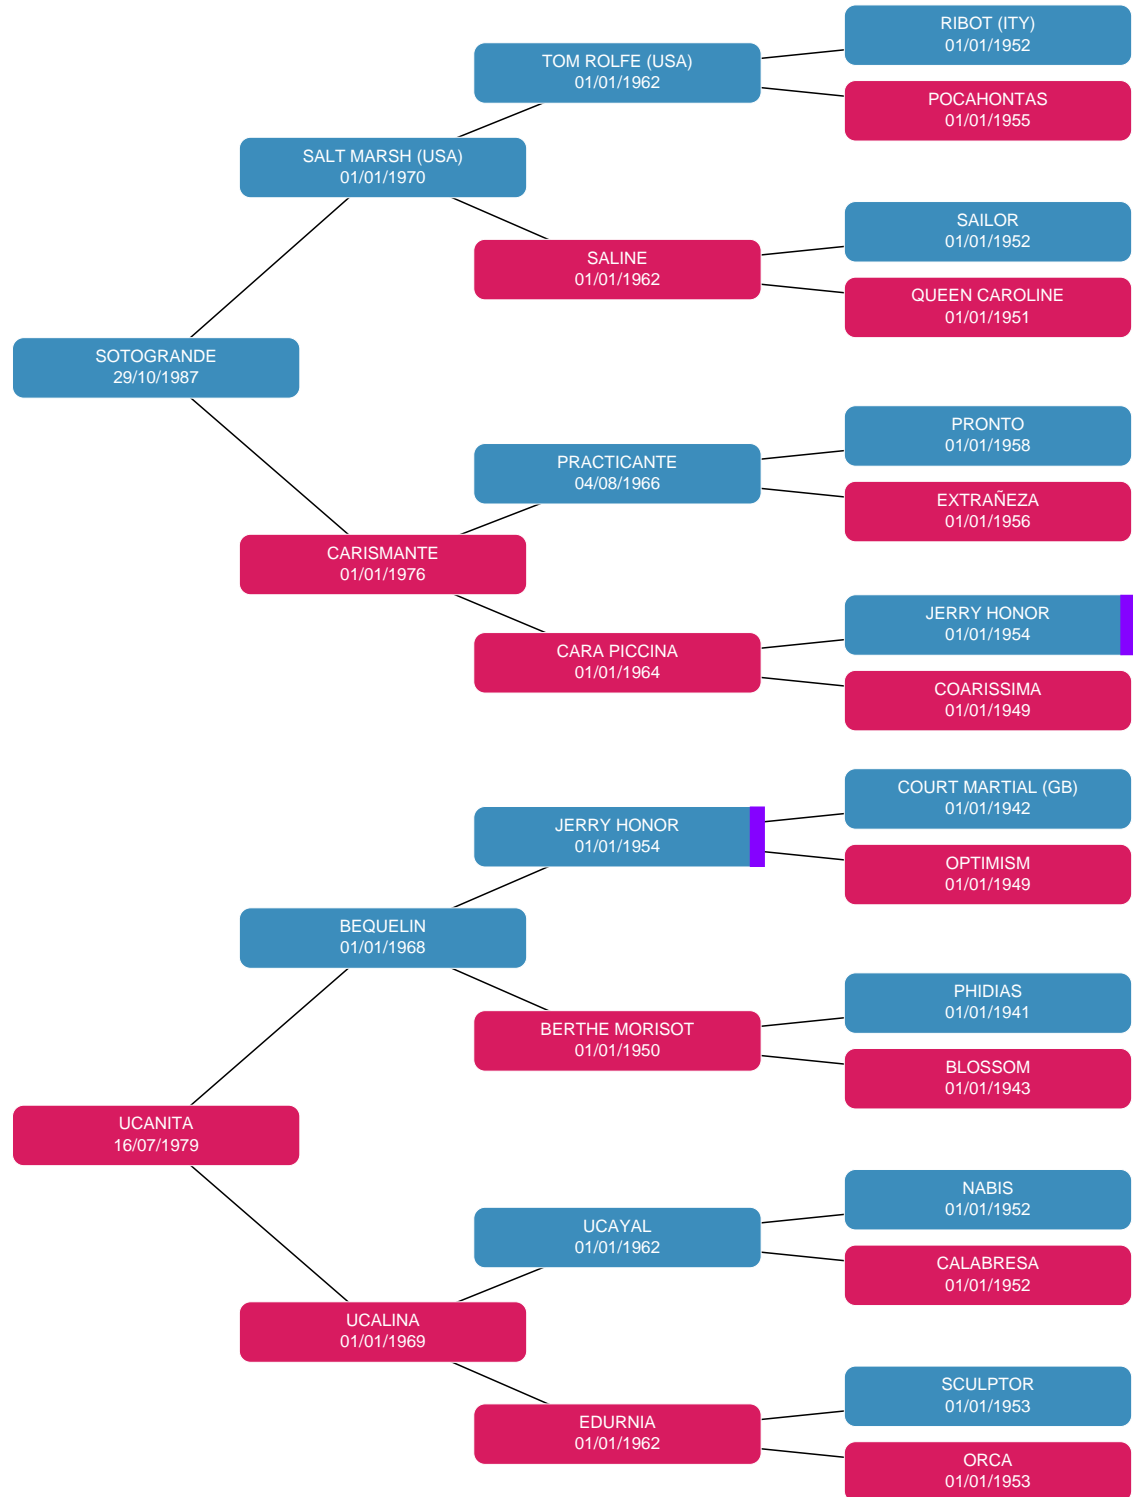 RIBOT (ITY)
01/01/1952
TOM ROLFE (USA)
01/01/1962
POCAHONTAS
01/01/1955
SALT MARSH (USA)
01/01/1970
SAILOR
01/01/1952
SALINE
01/01/1962
QUEEN CAROLINE
01/01/1951
SOTOGRANDE
29/10/1987
PRONTO
01/01/1958
PRACTICANTE
04/08/1966
EXTRAÑEZA
01/01/1956
CARISMANTE
01/01/1976
JERRY HONOR
01/01/1954
CARA PICCINA
01/01/1964
COARISSIMA
01/01/1949
COURT MARTIAL (GB)
01/01/1942
JERRY HONOR
01/01/1954
OPTIMISM
01/01/1949
BEQUELIN
01/01/1968
PHIDIAS
01/01/1941
BERTHE MORISOT
01/01/1950
BLOSSOM
01/01/1943
UCANITA
16/07/1979
NABIS
01/01/1952
UCAYAL
01/01/1962
CALABRESA
01/01/1952
UCALINA
01/01/1969
SCULPTOR
01/01/1953
EDURNIA
01/01/1962
ORCA
01/01/1953